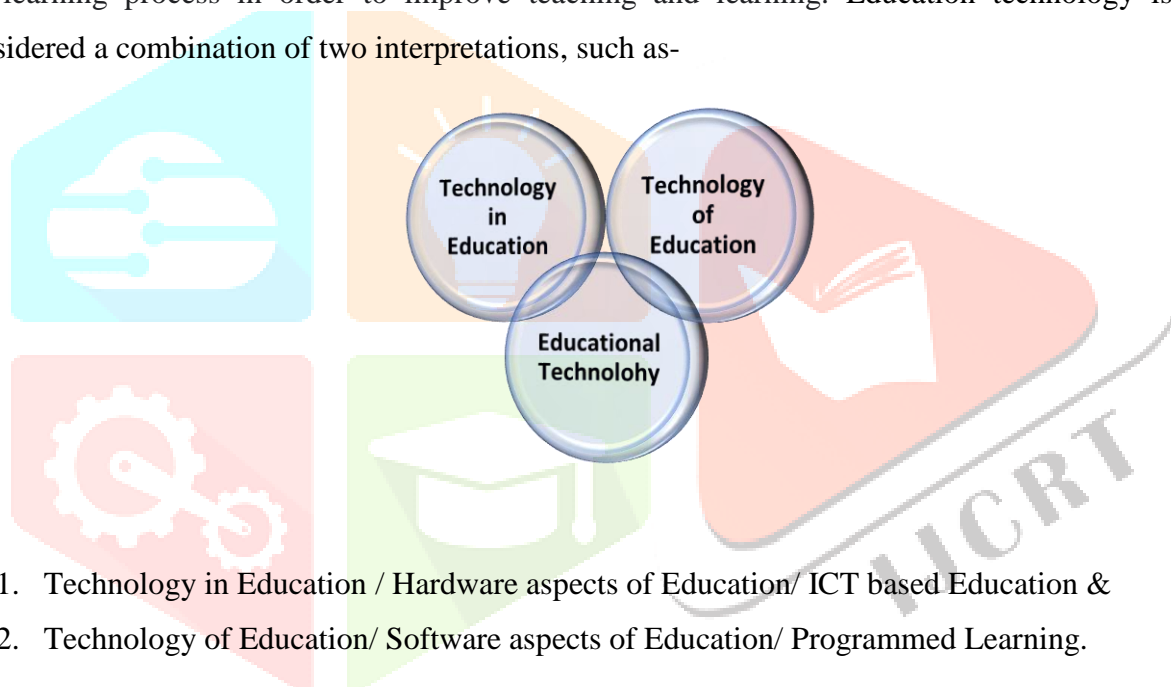 learning process in order to improve teaching and learning. Education technology is
sidered a combination of two interpretations, such as-
Technology
in
Education
Technology
of
Education
Educational
Technolohy
IJCRT
1. Technology in Education / Hardware aspects of Education/ ICT based Education &
2. Technology of Education/ Software aspects of Education/ Programmed Learning.